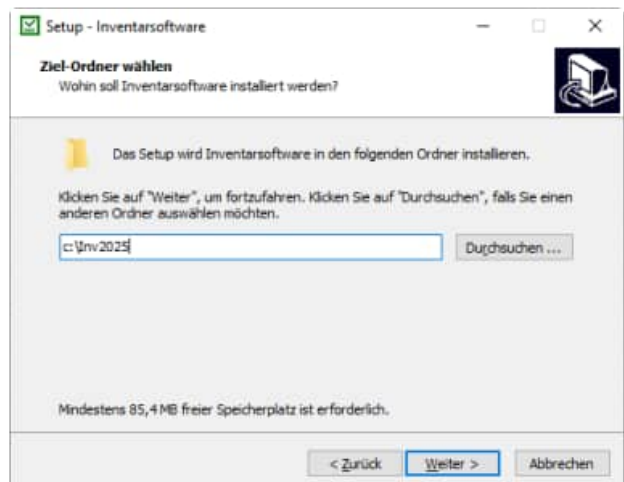 Setup - Inventarsoftware
Ziel-Ordner wählen
Wohin soll Inventarsoftware installiert werden?
Das Setup wird Inventarsoftware in den folgenden Ordner installieren.
Klicken Sie auf "Weiter", um fortzufahren. Klicken Sie auf "Durchsuchen", falls Sie einen
anderen Ordner auswählen möchten.
c:\Inv2025
Durchsuchen ...
Mindestens 85,4 MB freier Speicherplatz ist erforderlich.
< Zurück
Weiter >
Abbrechen